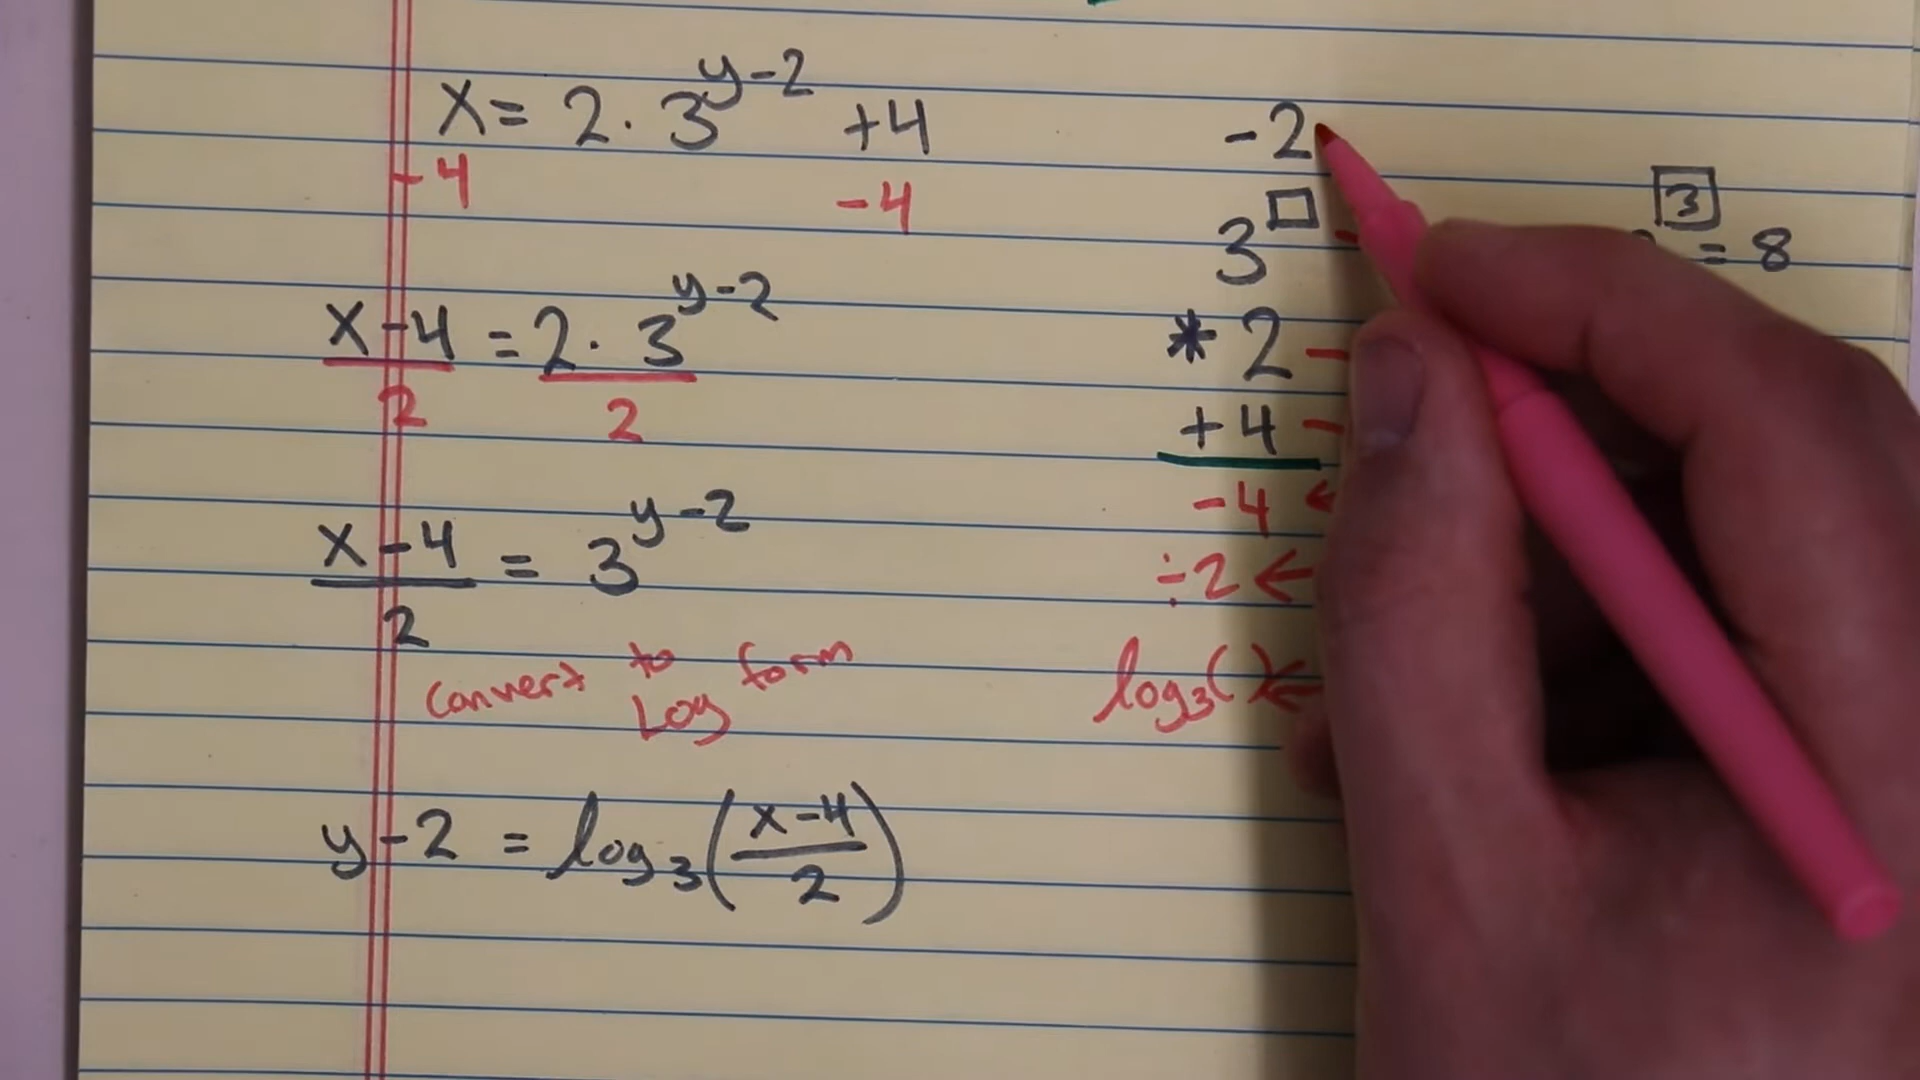 x = 2 · 3^(y-2) + 4
-4 -4
x-4 = 2 · 3^(y-2)
2 2
x-4 = 3^(y-2)
2
convert to Log form
y-2 = log₃((x-4)/2)
-2
3^□
* 2
+4
-4 ←
÷2 ←
log₃( ) ←
3
= 8